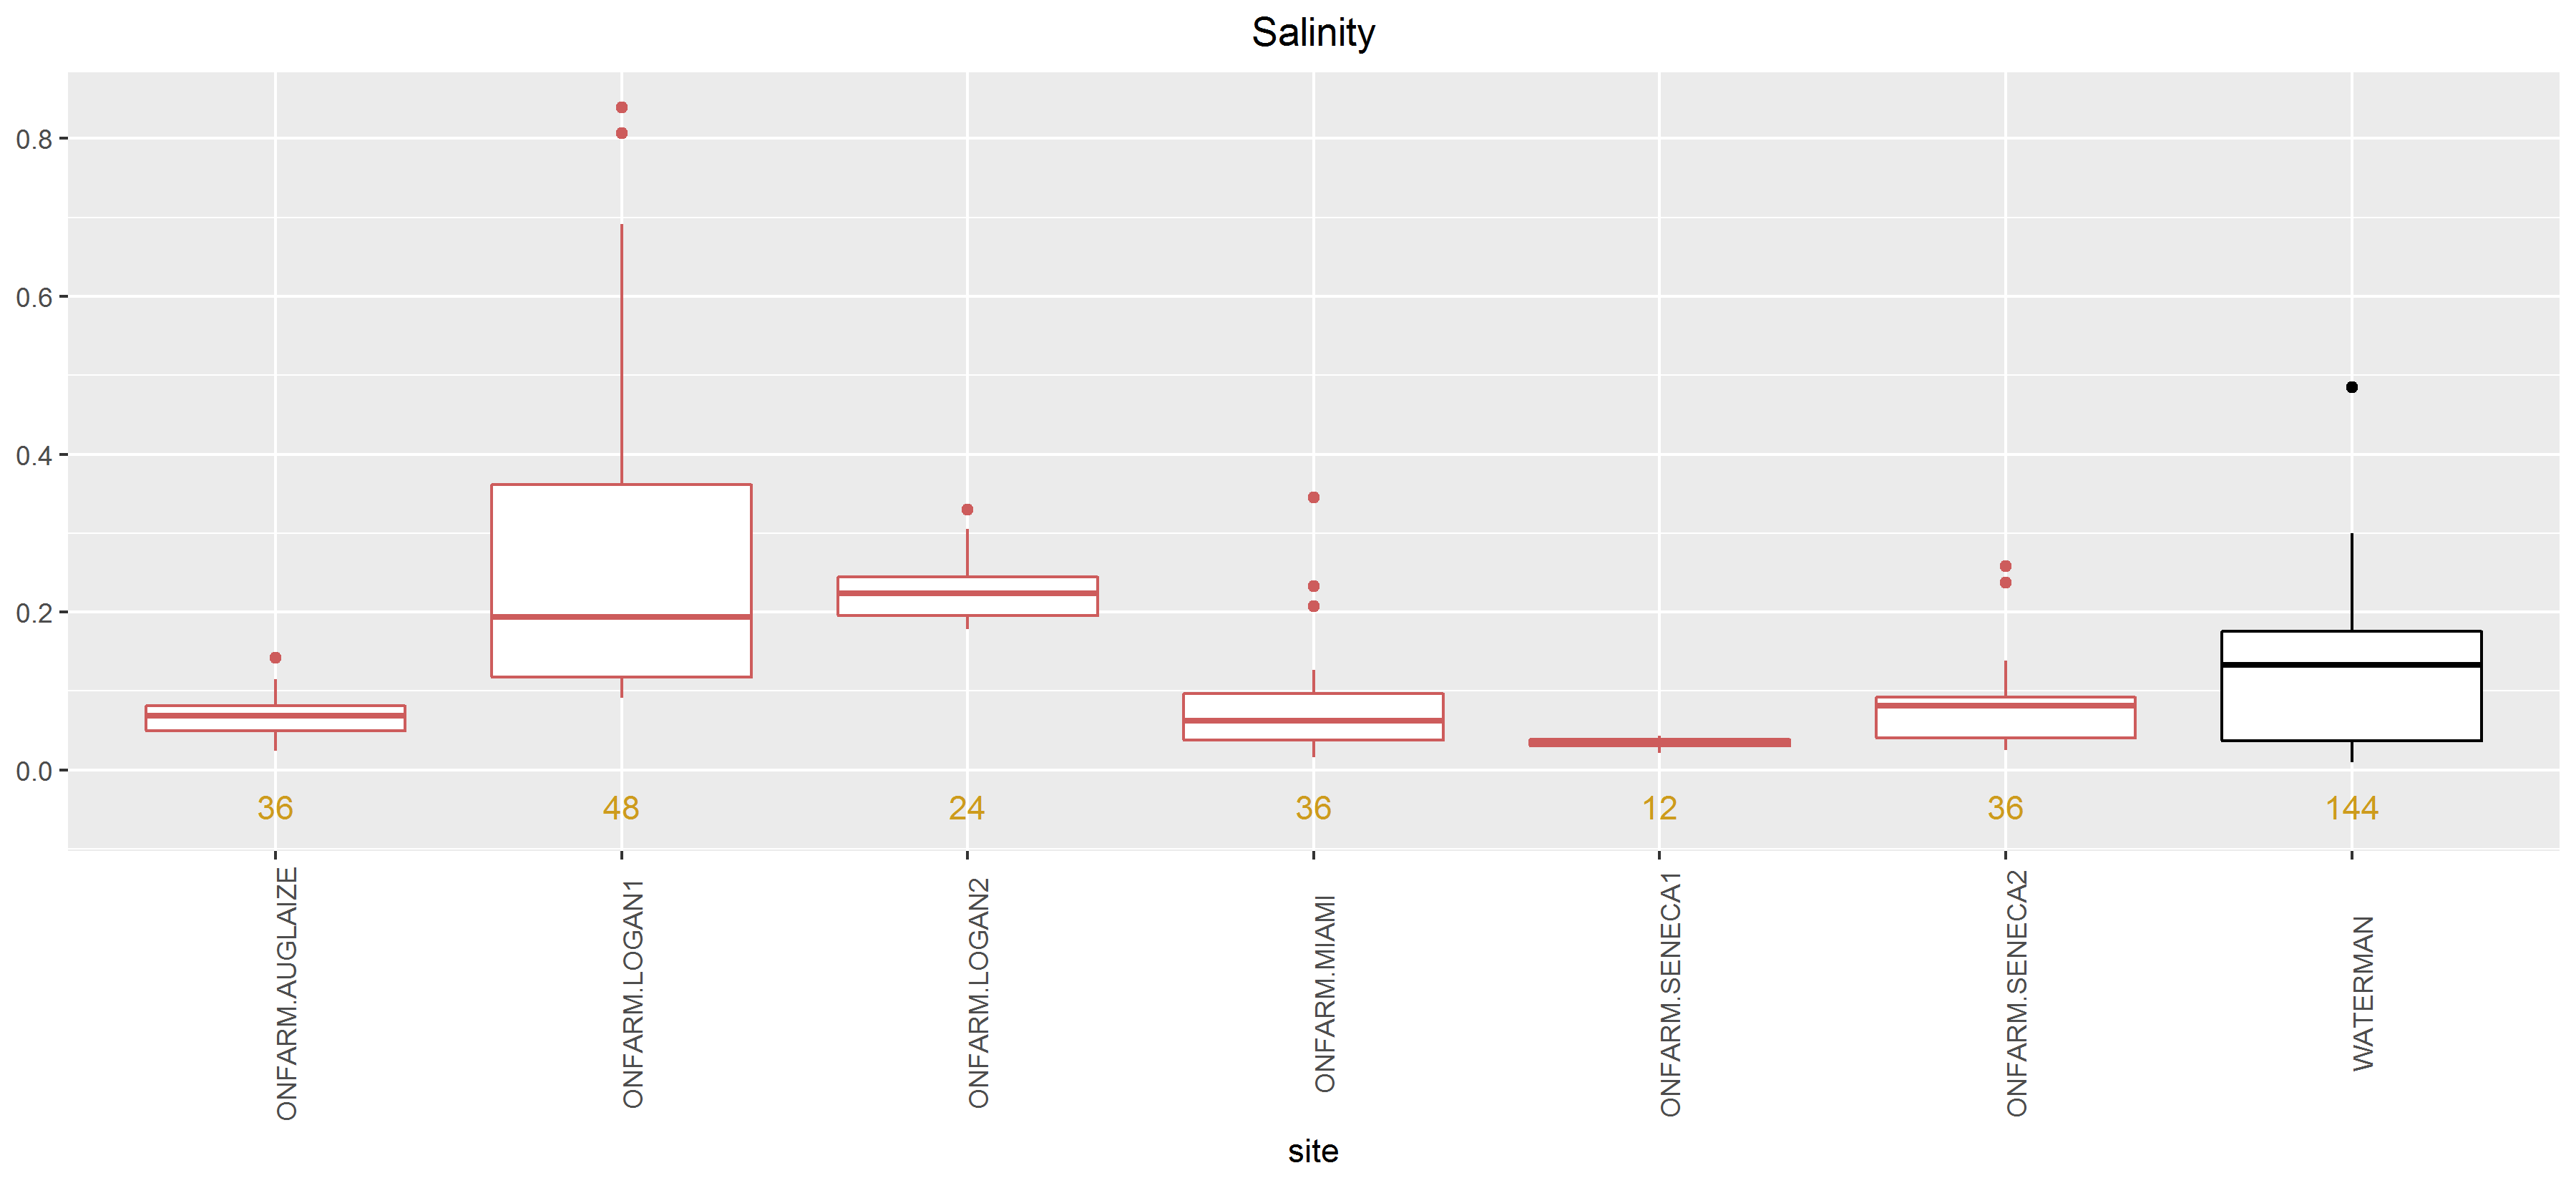 Salinity
0.8
0.6
0.4
0.2
0.0
36 48 24 36 12 36 144
ONFARM.AUGLAIZE
ONFARM.LOGAN1
ONFARM.LOGAN2
ONFARM.MIAMI
ONFARM.SENECA1
ONFARM.SENECA2
WATERMAN
site